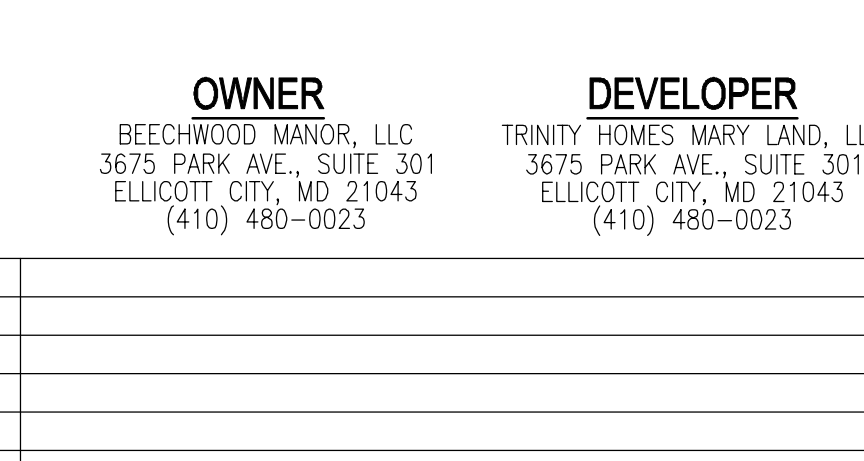 OWNER
BEECHWOOD MANOR, LLC
3675 PARK AVE., SUITE 301
ELLICOTT CITY, MD 21043
(410) 480-0023
DEVELOPER
TRINITY HOMES MARY LAND, LL
3675 PARK AVE., SUITE 301
ELLICOTT CITY, MD 21043
(410) 480-0023